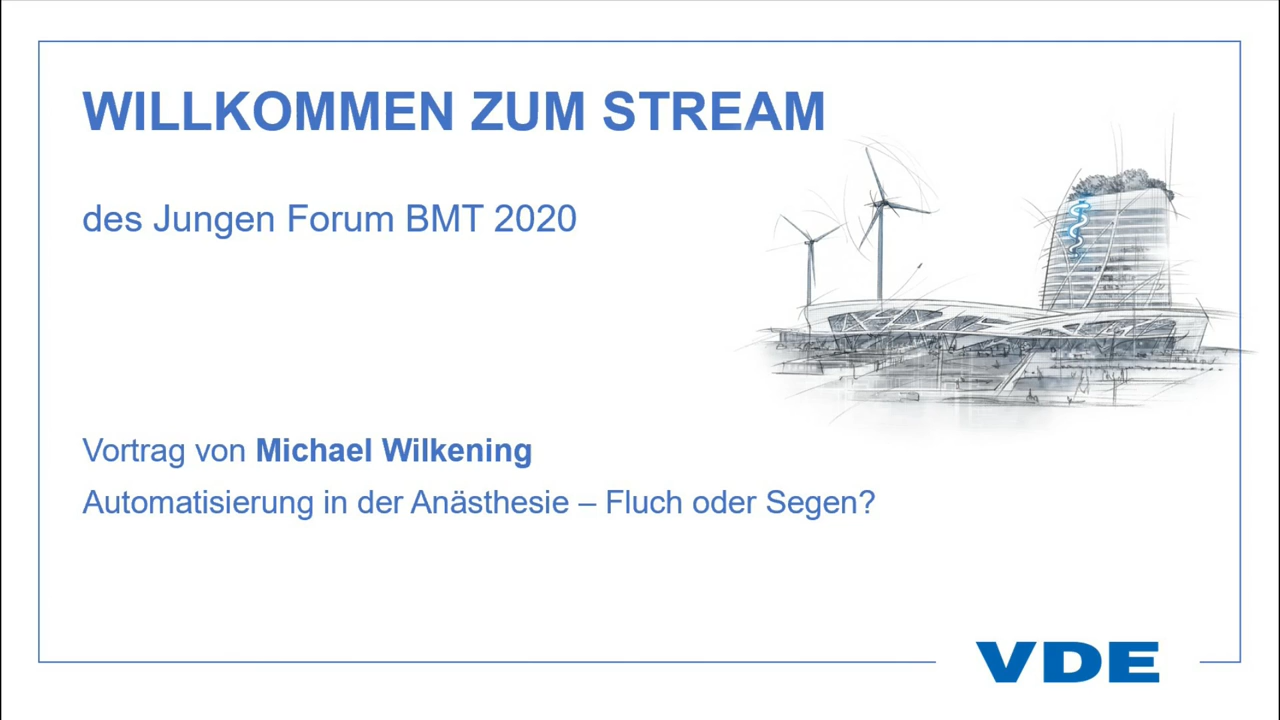 WILLKOMMEN ZUM STREAM
des Jungen Forum BMT 2020
Vortrag von Michael Wilkening
Automatisierung in der Anästhesie – Fluch oder Segen?
VDE